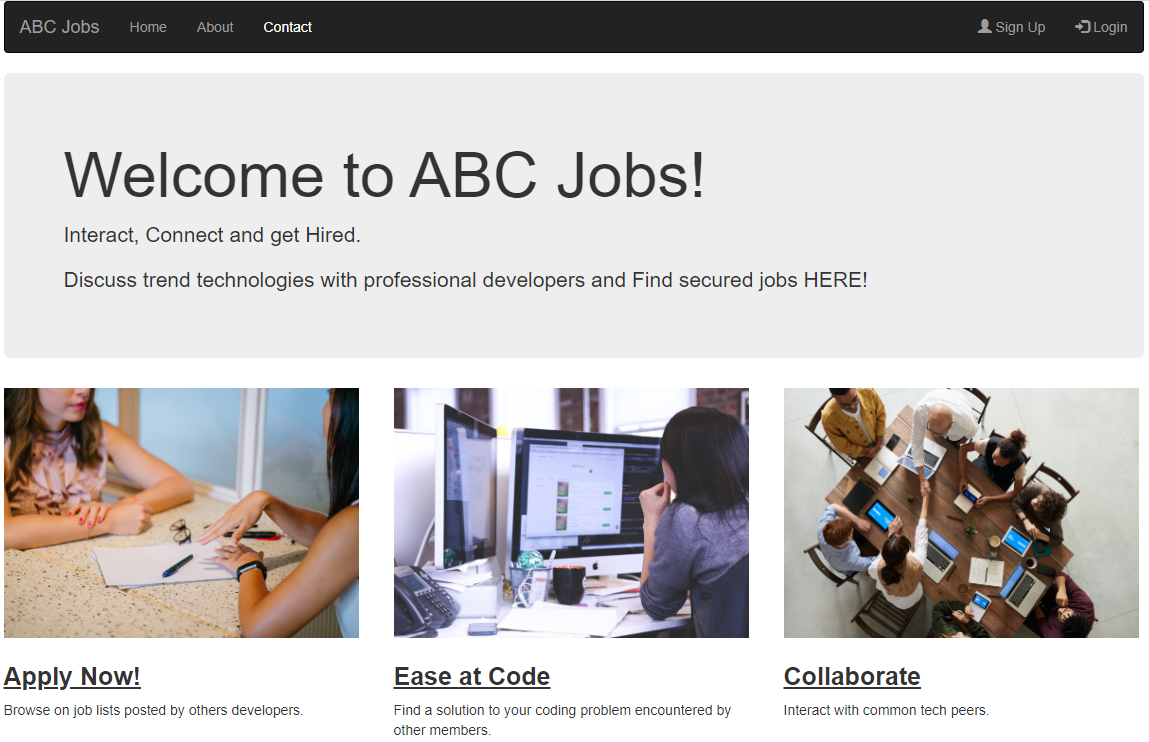 ABC Jobs Home About Contact Sign Up Login
Welcome to ABC Jobs!
Interact, Connect and get Hired.
Discuss trend technologies with professional developers and Find secured jobs HERE!
Apply Now!
Browse on job lists posted by others developers.
Ease at Code
Find a solution to your coding problem encountered by
other members.
Collaborate
Interact with common tech peers.